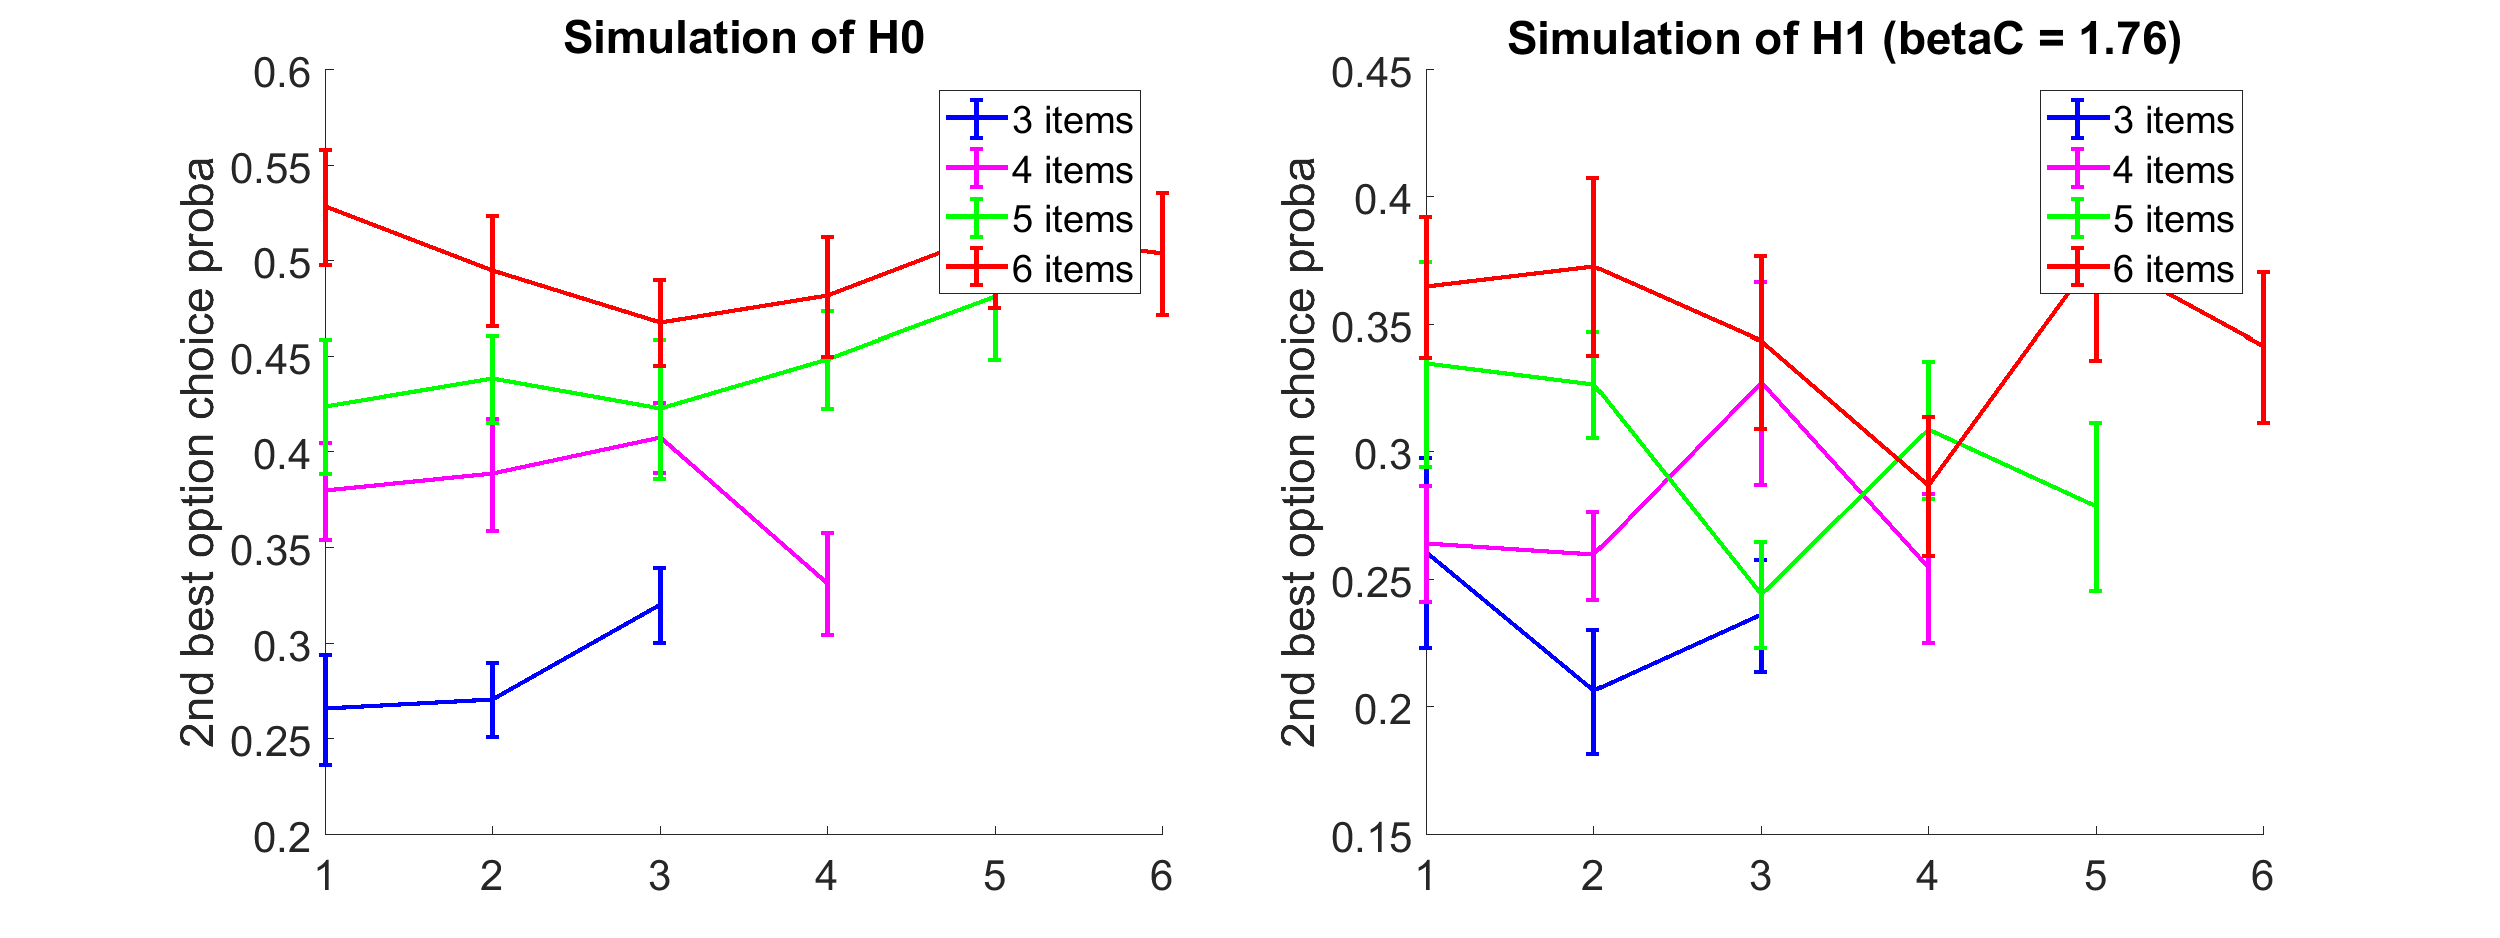 Simulation of H0
2nd best option choice proba
0.6
0.55
0.5
0.45
0.4
0.35
0.3
0.25
0.2
1 2 3 4 5 6
3 items
4 items
5 items
6 items
Simulation of H1 (betaC = 1.76)
2nd best option choice proba
0.45
0.4
0.35
0.3
0.25
0.2
0.15
1 2 3 4 5 6
3 items
4 items
5 items
6 items